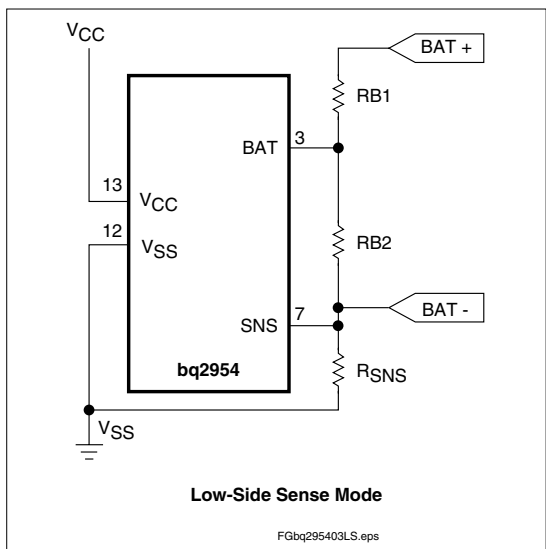 VCC
BAT +
RB1
BAT
3
13
VCC
12
VSS
RB2
BAT -
7
SNS
bq2954
RSNS
VSS
Low-Side Sense Mode
FGbq295403LS.eps